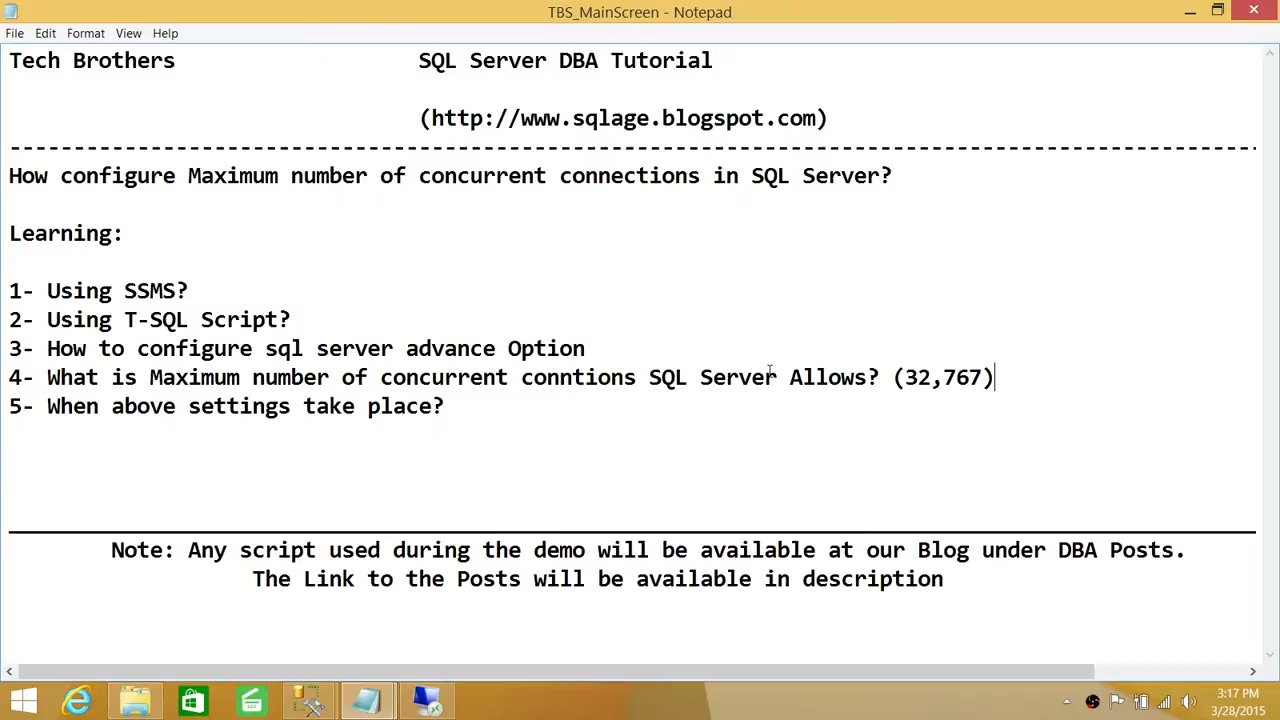 TBS_MainScreen - Notepad
File Edit Format View Help
Tech Brothers SQL Server DBA Tutorial
(http://www.sqlage.blogspot.com)
How configure Maximum number of concurrent connections in SQL Server?
Learning:
1- Using SSMS?
2- Using T-SQL Script?
3- How to configure sql server advance Option
4- What is Maximum number of concurrent conntions SQL Server Allows? (32,767)
5- When above settings take place?
Note: Any script used during the demo will be available at our Blog under DBA Posts.
The Link to the Posts will be available in description
3:17 PM
3/28/2015